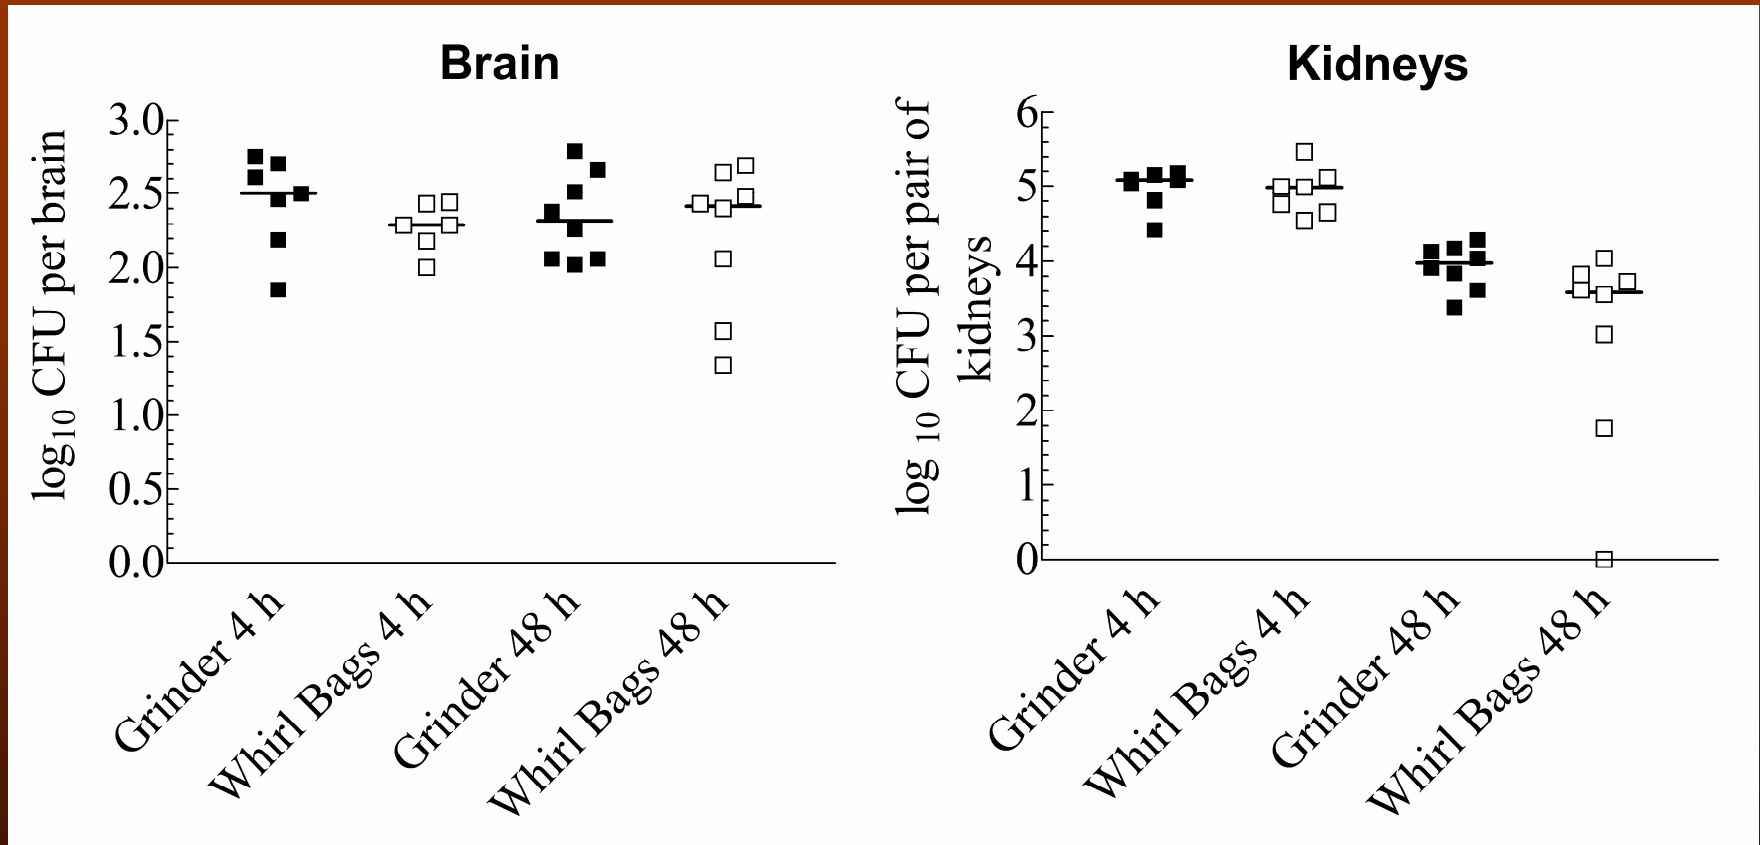 Brain
log10 CFU per brain
3.0
2.5
2.0
1.5
1.0
0.5
0.0
Grinder 4 h
Whirl Bags 4 h
Grinder 48 h
Whirl Bags 48 h
Kidneys
log 10 CFU per pair of
kidneys
6
5
4
3
2
1
0
Grinder 4 h
Whirl Bags 4 h
Grinder 48 h
Whirl Bags 48 h